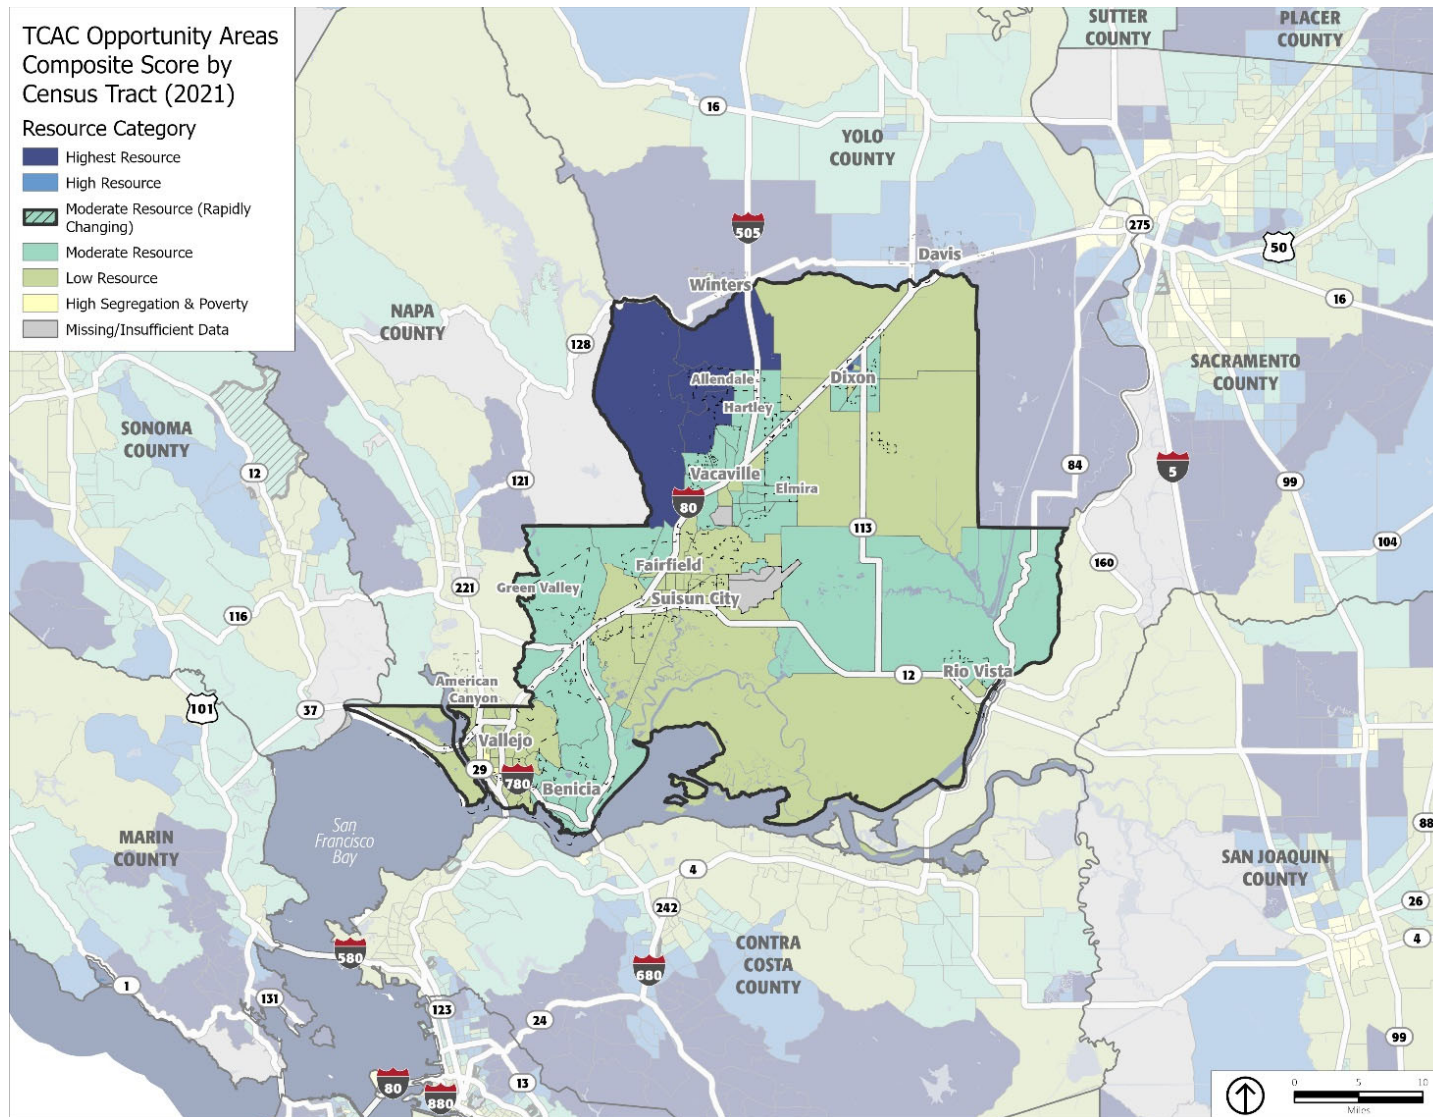 TCAC Opportunity Areas
Composite Score by
Census Tract (2021)
Resource Category
Highest Resource
High Resource
Moderate Resource (Rapidly
Changing)
Moderate Resource
Low Resource
High Segregation & Poverty
Missing/Insufficient Data
SUTTER
COUNTY
PLACER
COUNTY
16
YOLO
COUNTY
505
275
50
Davis
Winters
16
NAPA
COUNTY
128
SACRAMENTO
COUNTY
Allendale
Dixon
Hartley
SONOMA
COUNTY
12
121
Vacaville
Elmira
84
5
99
80
113
104
Fairfield
160
Green Valley
221
Suisun City
116
12
Rio Vista
American
Canyon
101
37
Vallejo
29
780
Benicia
San
Francisco
Bay
MARIN
COUNTY
88
SAN JOAQUIN
COUNTY
4
242
26
4
CONTRA
COSTA
COUNTY
580
680
1
131
123
24
99
13
80
880
0 5 10
Miles